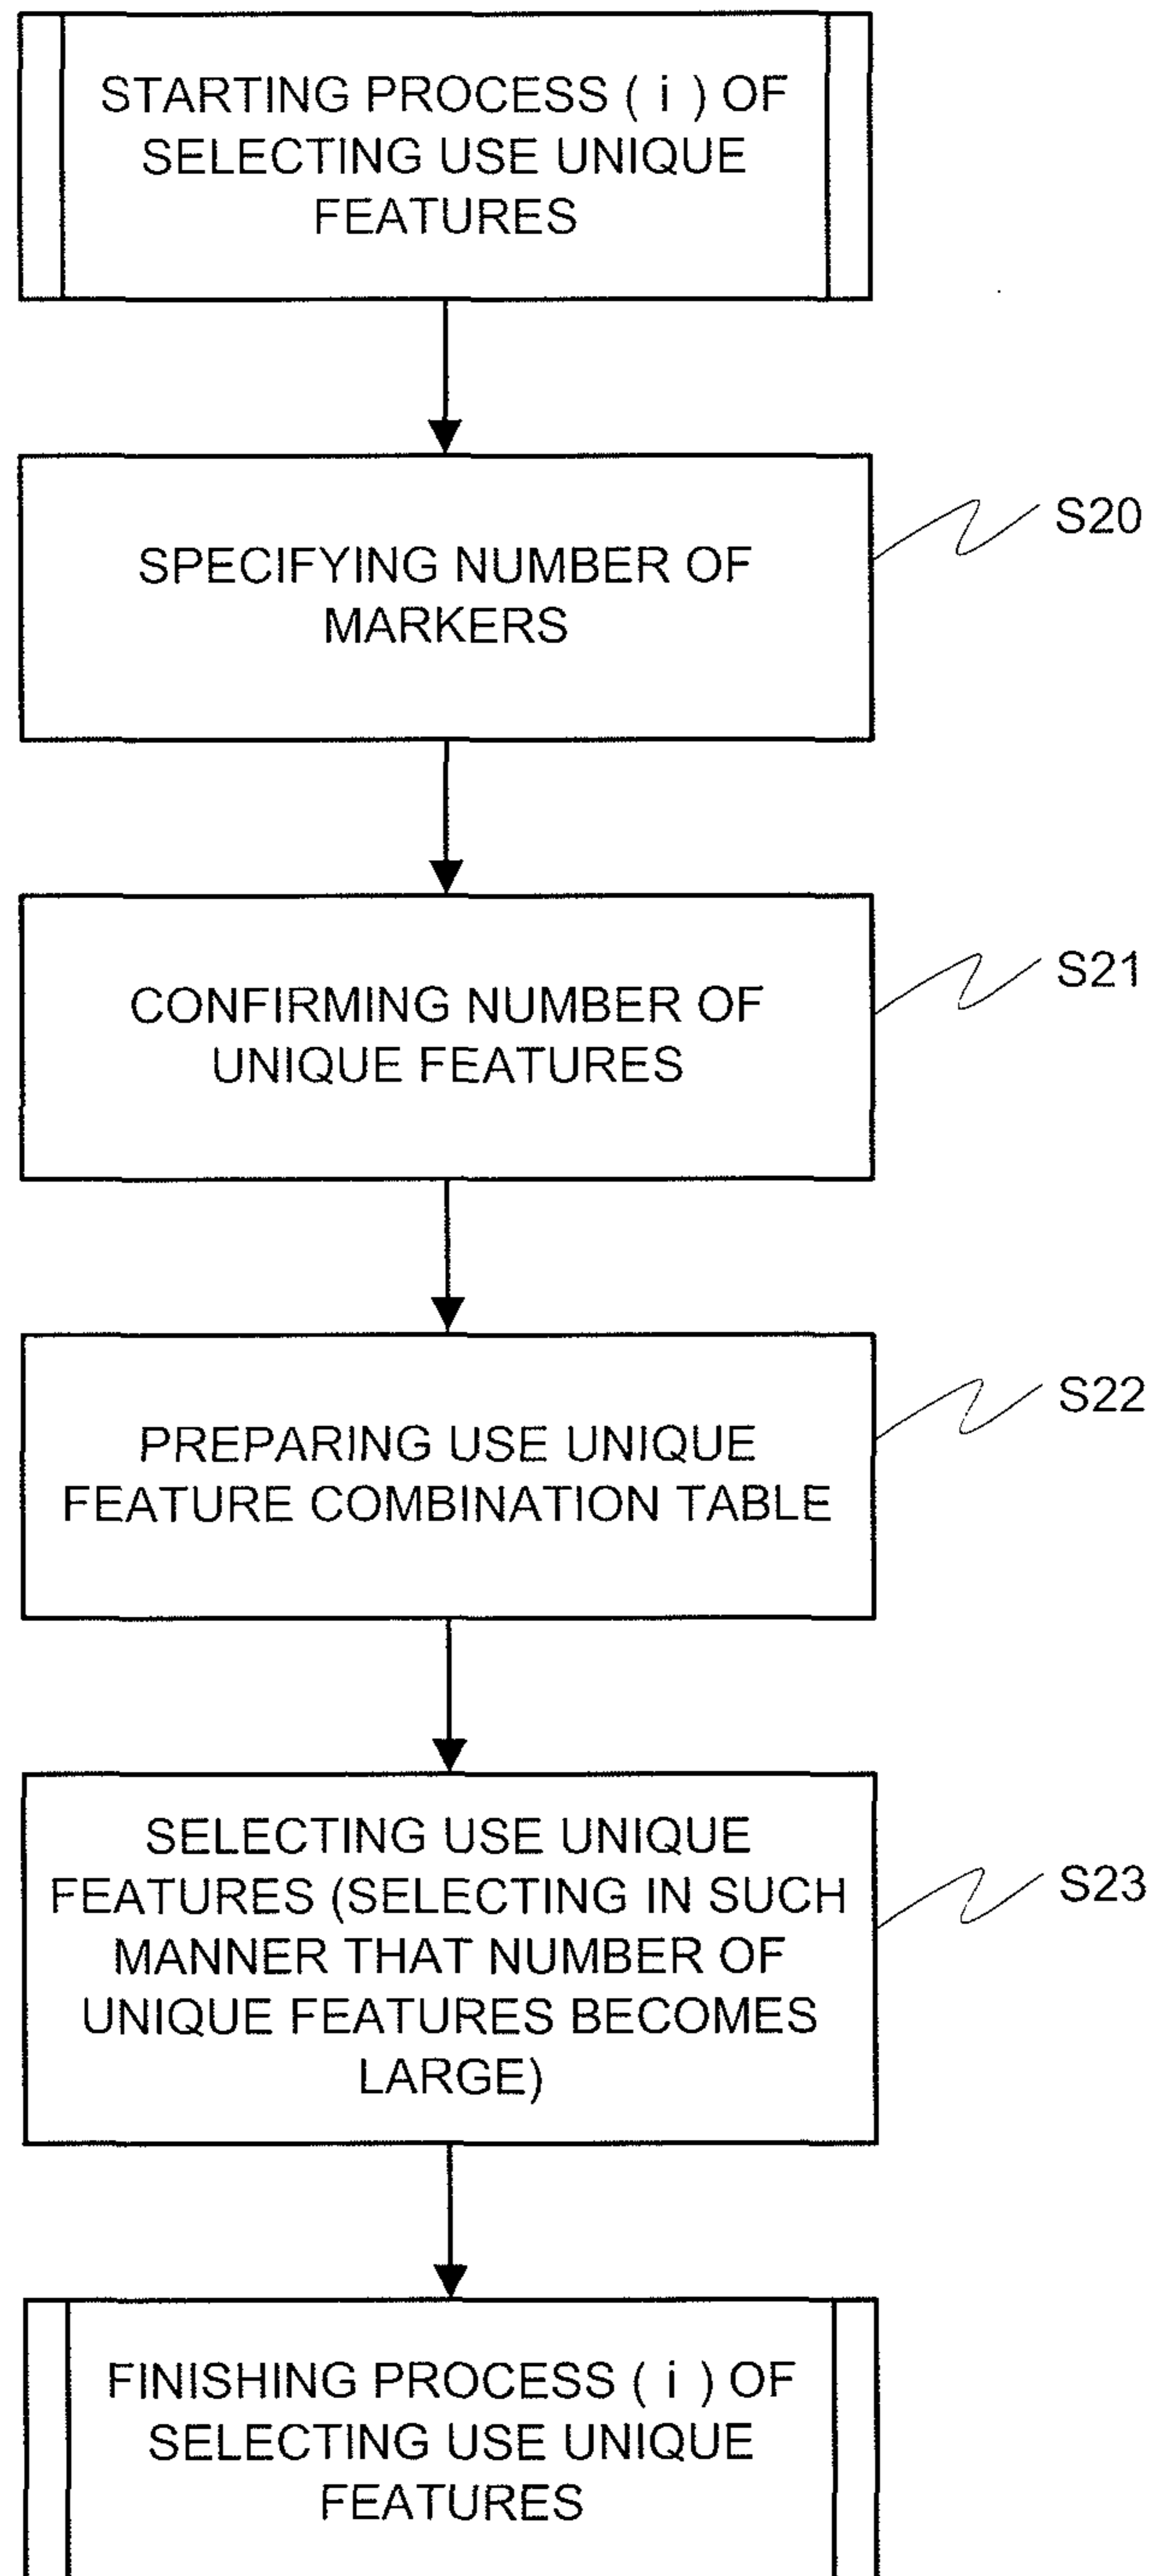 STARTING PROCESS ( i ) OF
SELECTING USE UNIQUE
FEATURES
SPECIFYING NUMBER OF
MARKERS
S20
CONFIRMING NUMBER OF
UNIQUE FEATURES
S21
PREPARING USE UNIQUE
FEATURE COMBINATION TABLE
S22
SELECTING USE UNIQUE
FEATURES (SELECTING IN SUCH
MANNER THAT NUMBER OF
UNIQUE FEATURES BECOMES
LARGE)
S23
FINISHING PROCESS ( i ) OF
SELECTING USE UNIQUE
FEATURES